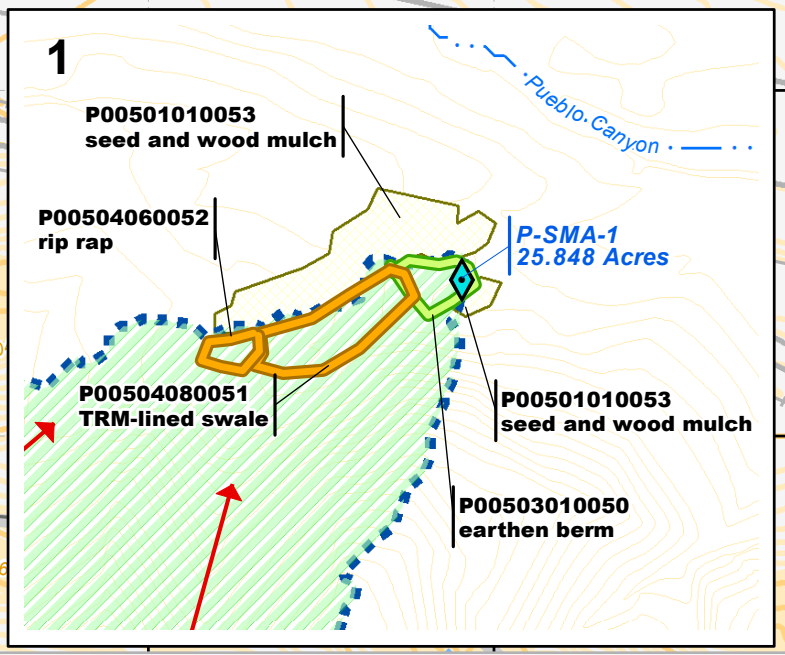 1
P00501010053
seed and wood mulch
Pueblo Canyon
P00504060052
rip rap
P-SMA-1
25.848 Acres
P00504080051
TRM-lined swale
P00501010053
seed and wood mulch
P00503010050
earthen berm